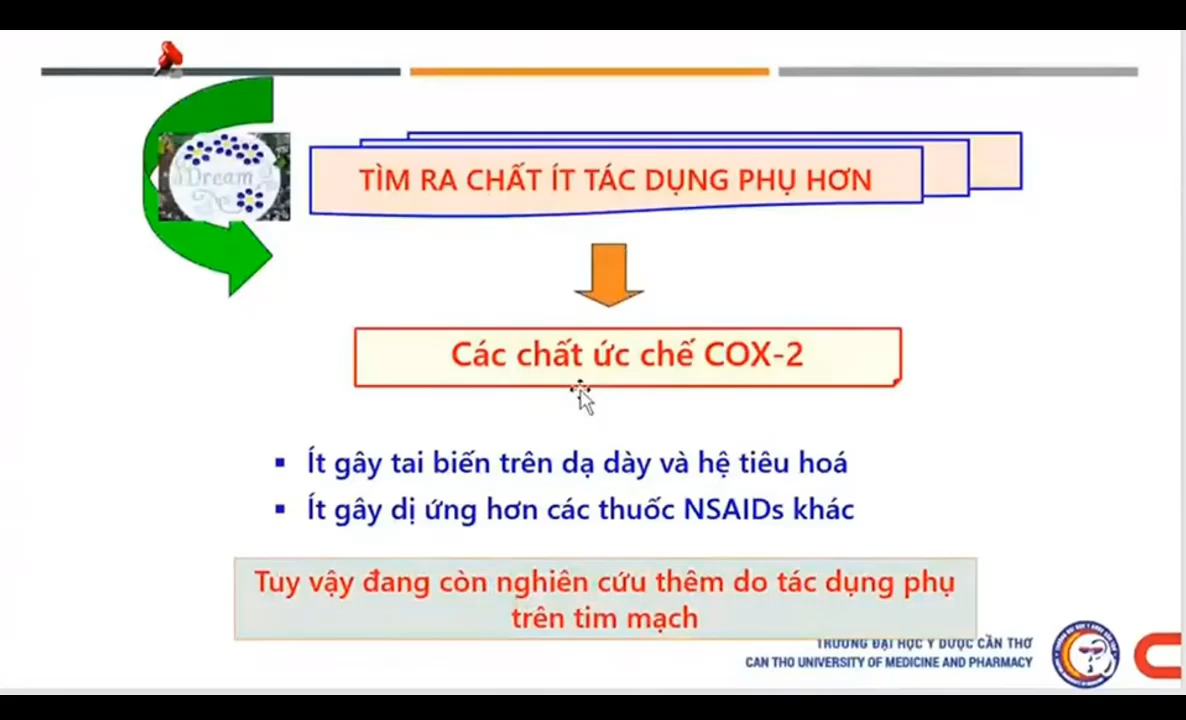 Dream
TÌM RA CHẤT ÍT TÁC DỤNG PHỤ HƠN
Các chất ức chế COX-2
▪ Ít gây tai biến trên dạ dày và hệ tiêu hoá
▪ Ít gây dị ứng hơn các thuốc NSAIDs khác
Tuy vậy đang còn nghiên cứu thêm do tác dụng phụ
trên tim mạch
TRƯỜNG ĐẠI HỌC Y DƯỢC CẦN THƠ
CAN THO UNIVERSITY OF MEDICINE AND PHARMACY